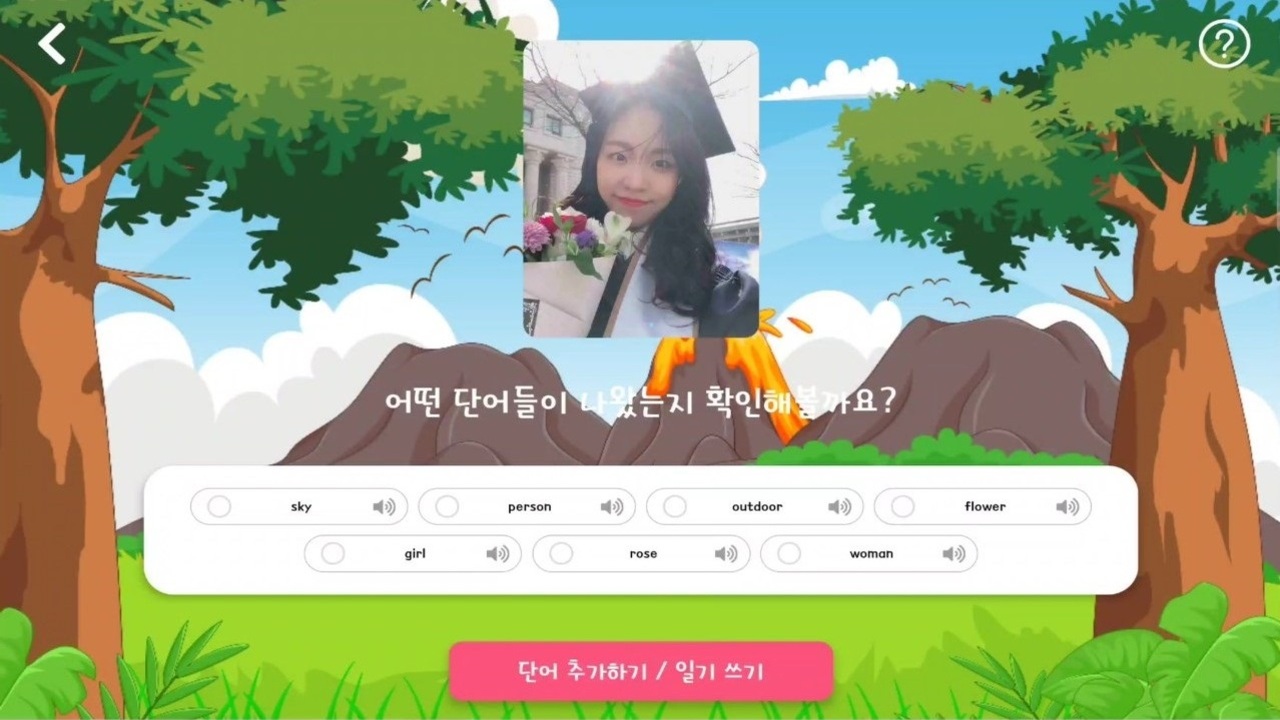 어떤 단어들이 나왔는지 확인해볼까요?
sky person outdoor flower
girl rose woman
단어 추가하기 / 일기 쓰기